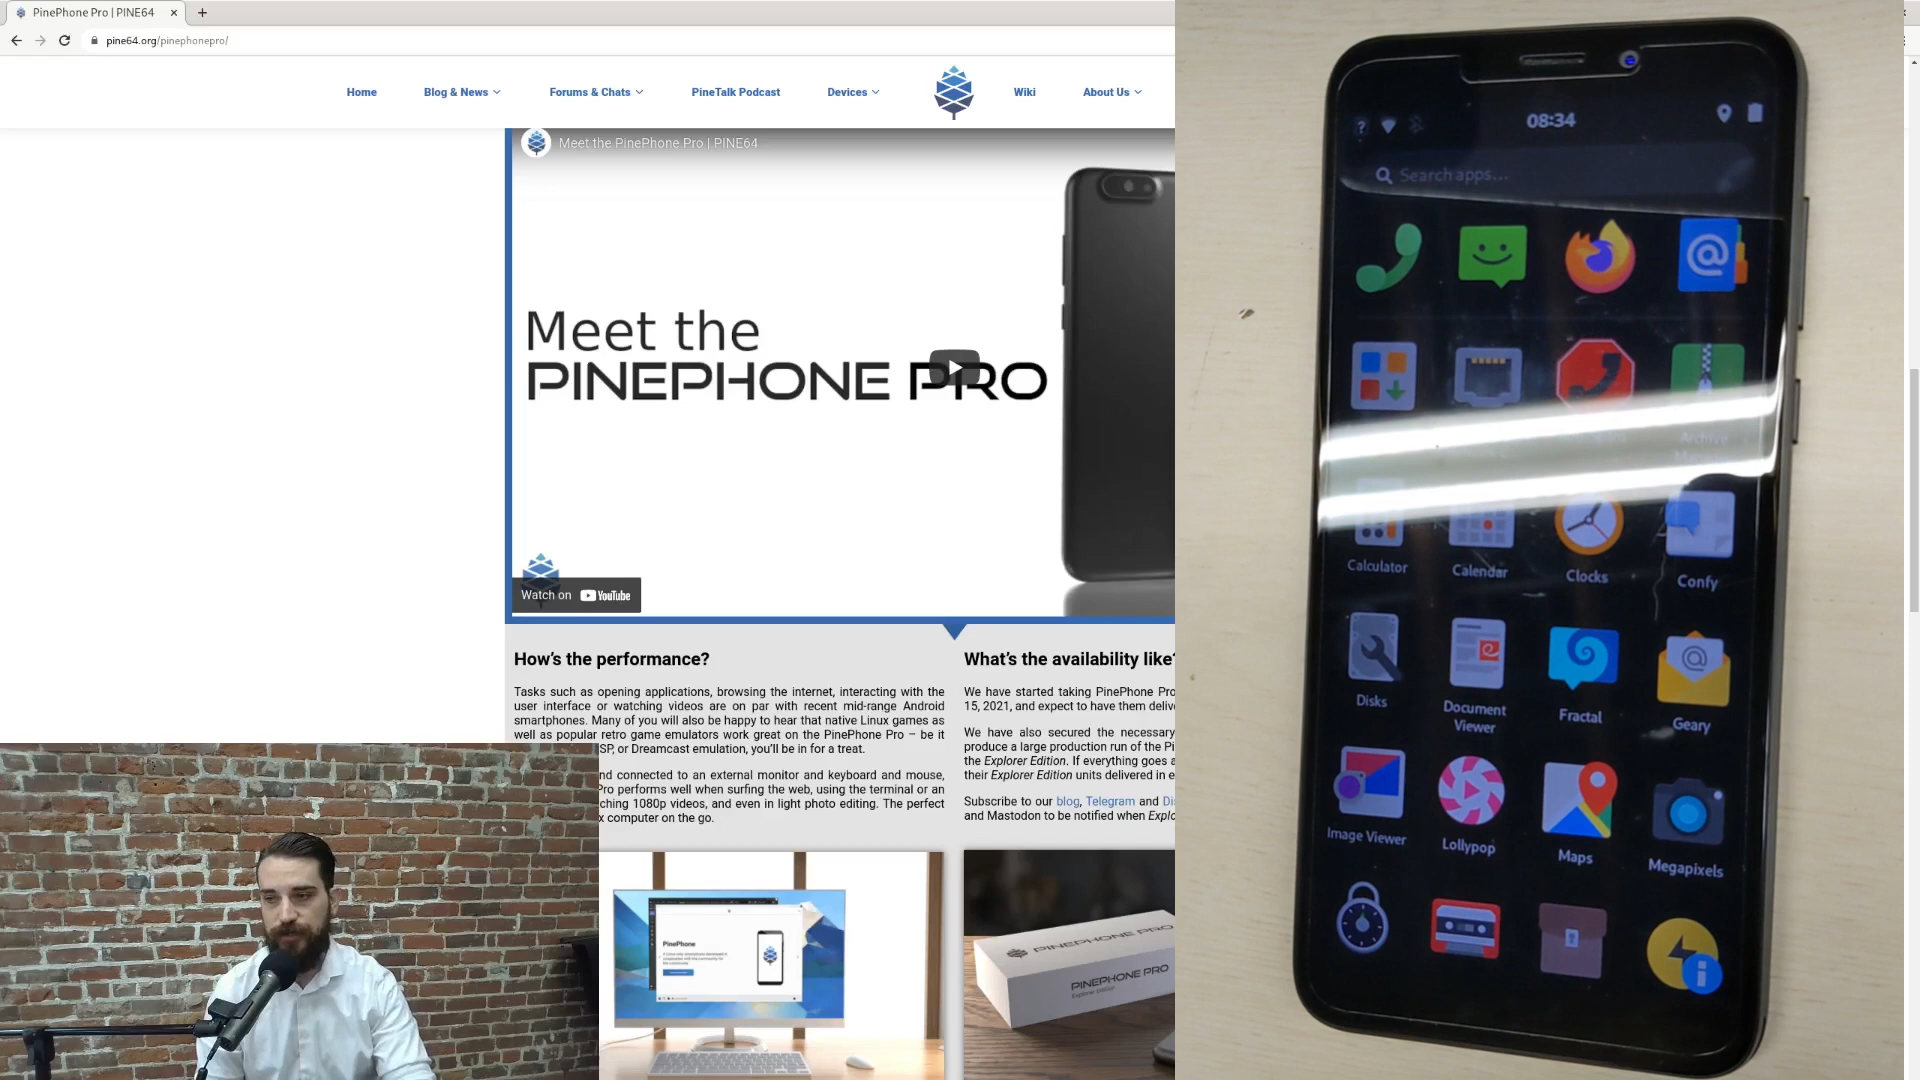 PinePhone Pro | PINE64
pine64.org/pinephonepro/
Home
Blog & News
Forums & Chats
PineTalk Podcast
Devices
Wiki
About Us
Meet the PinePhone Pro | PINE64
Meet the
PINEPHONE PRO
Watch on YouTube
How's the performance?
Tasks such as opening applications, browsing the internet, interacting with the
user interface or watching videos are on par with recent mid-range Android
smartphones. Many of you will also be happy to hear that native Linux games as
well as popular retro game emulators work great on the PinePhone Pro – be it
SP, or Dreamcast emulation, you'll be in for a treat.
nd connected to an external monitor and keyboard and mouse,
Pro performs well when surfing the web, using the terminal or an
ching 1080p videos, and even in light photo editing. The perfect
x computer on the go.
What's the availability like?
We have started taking PinePhone Pro
15, 2021, and expect to have them deliv
We have also secured the necessary
produce a large production run of the Pi
the Explorer Edition. If everything goes a
their Explorer Edition units delivered in e
Subscribe to our blog, Telegram and Di
and Mastodon to be notified when Explo
PinePhone
PINEPHONE PRO
PINEPHONE PRO
Explorer Edition
08:34
Search apps...
Archive
Calculator
Calendar
Clocks
Confy
Disks
Document
Viewer
Fractal
Geary
Image Viewer
Lollypop
Maps
Megapixels